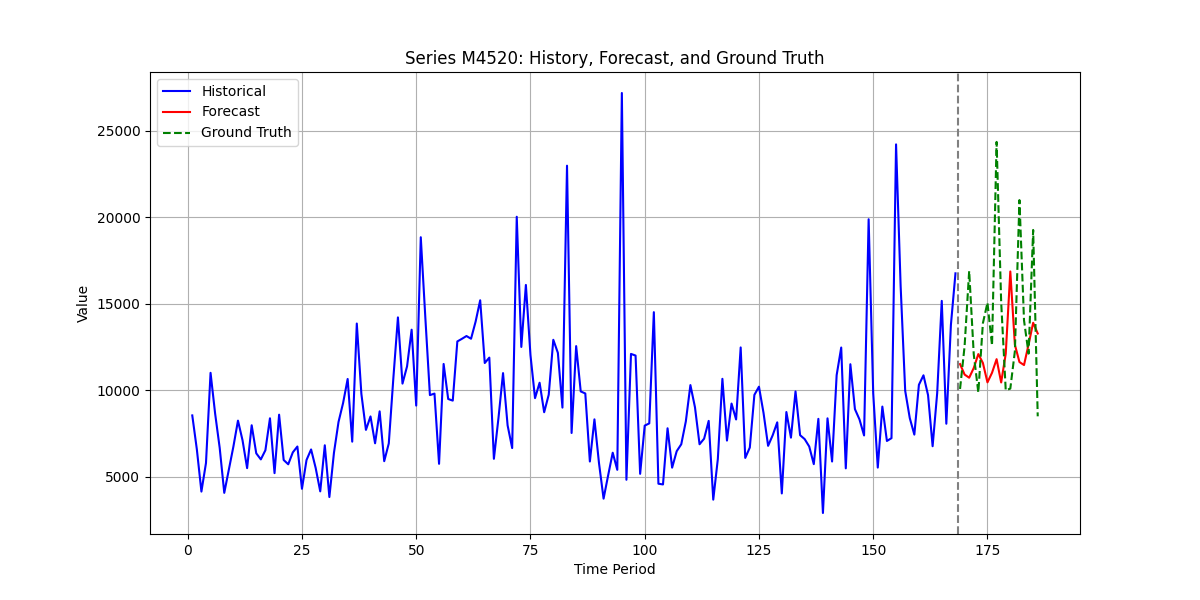 Series M4520: History, Forecast, and Ground Truth
Historical
Forecast
Ground Truth
25000
20000
15000
10000
5000
Value
0 25 50 75 100 125 150 175
Time Period